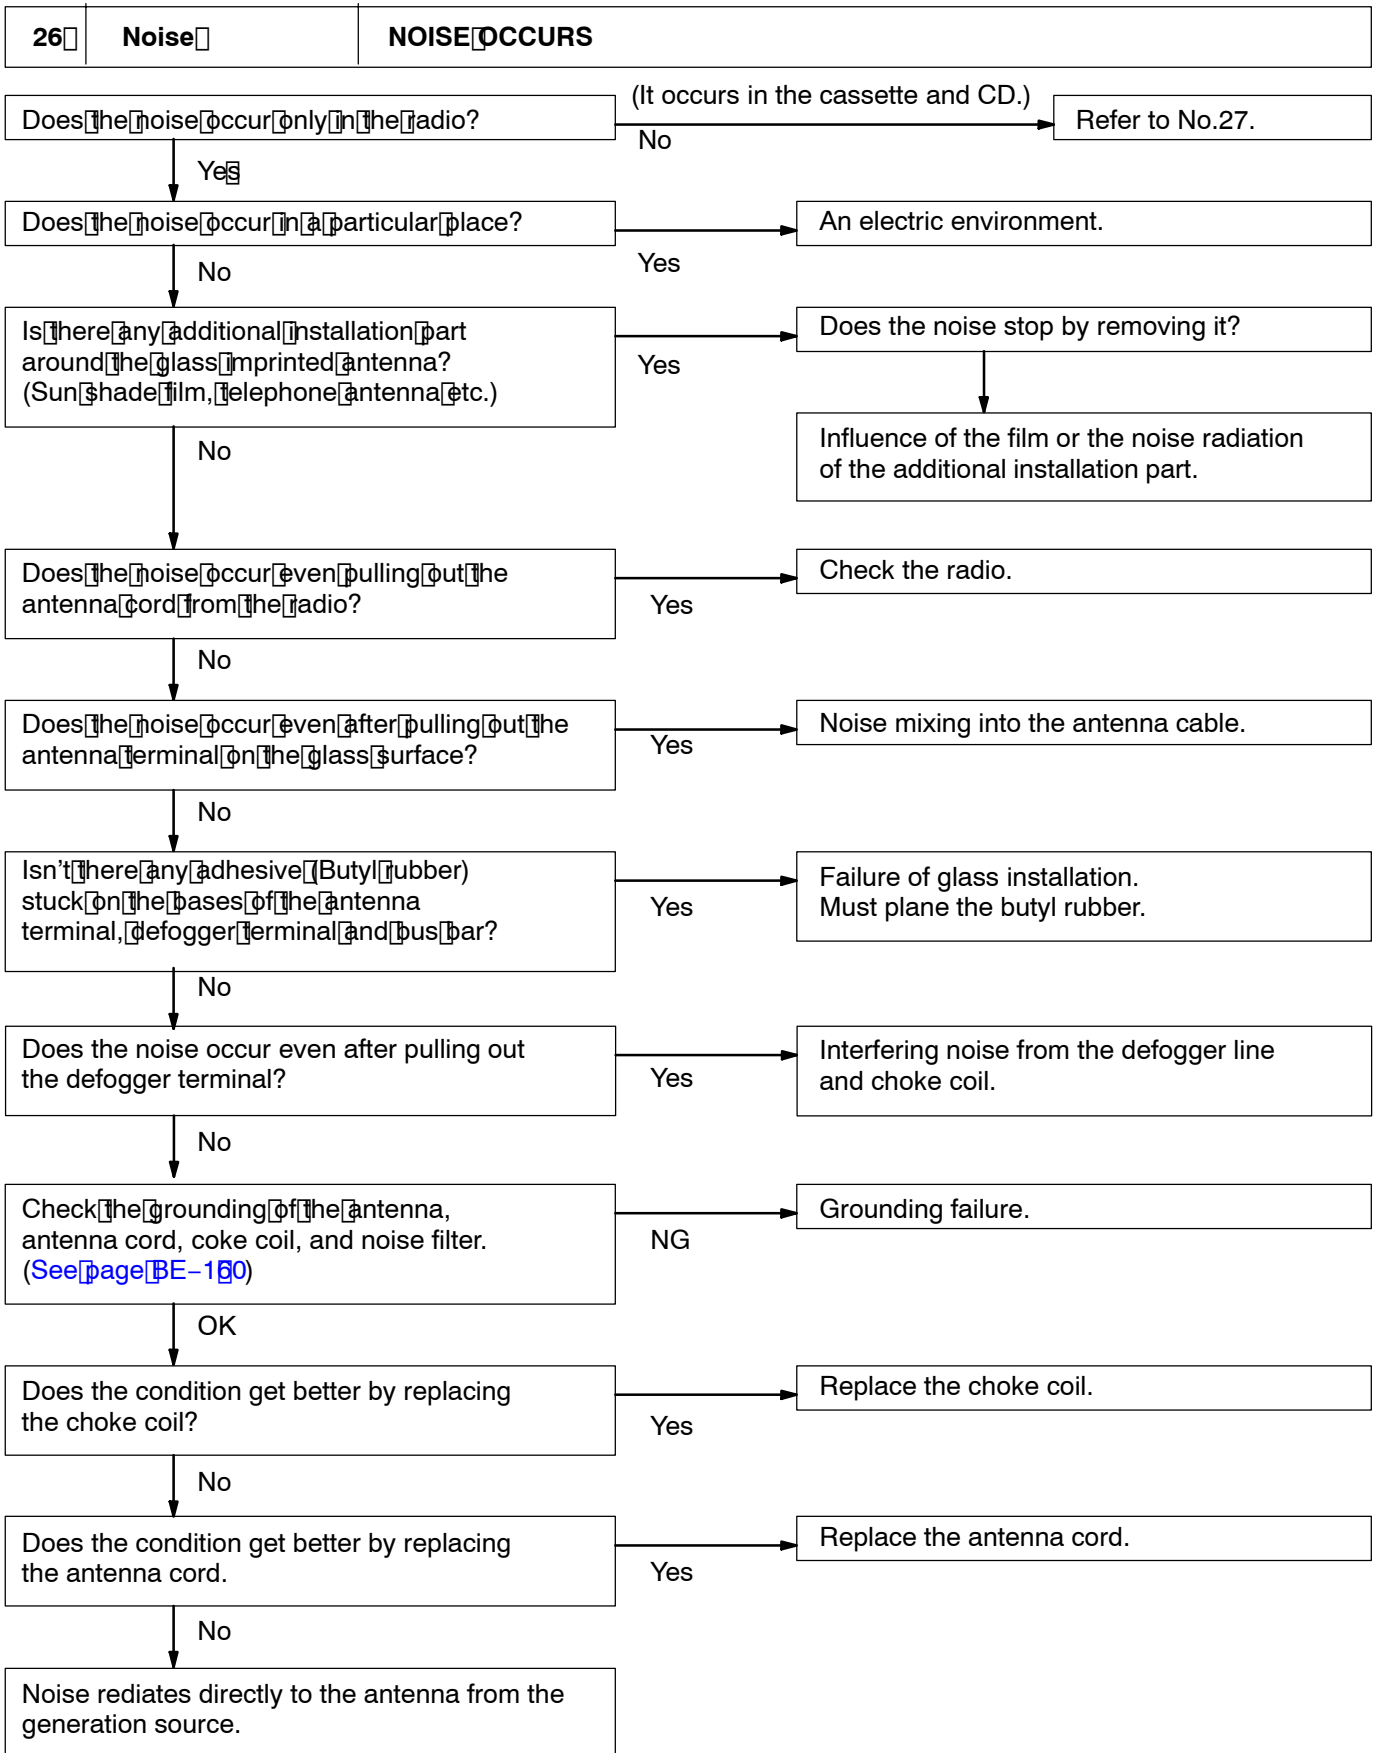 26 Noise NOISE OCCURS
(It occurs in the cassette and CD.)
Does the noise occur only in the radio?
No
Refer to No.27.
Yes
Does the noise occur in a particular place?
Yes
An electric environment.
No
Is there any additional installation part
around the glass imprinted antenna?
(Sun shade film, telephone antenna etc.)
Yes
Does the noise stop by removing it?
Influence of the film or the noise radiation
of the additional installation part.
No
Does the noise occur even pulling out the
antenna cord from the radio?
Yes
Check the radio.
No
Does the noise occur even after pulling out the
antenna terminal on the glass surface?
Yes
Noise mixing into the antenna cable.
No
Isn't there any adhesive (Butyl rubber)
stuck on the bases of the antenna
terminal, defogger terminal and bus bar?
Yes
Failure of glass installation.
Must plane the butyl rubber.
No
Does the noise occur even after pulling out
the defogger terminal?
Yes
Interfering noise from the defogger line
and choke coil.
No
Check the grounding of the antenna,
antenna cord, coke coil, and noise filter.
(See page BE–160)
NG
Grounding failure.
OK
Does the condition get better by replacing
the choke coil?
Yes
Replace the choke coil.
No
Does the condition get better by replacing
the antenna cord.
Yes
Replace the antenna cord.
No
Noise rediates directly to the antenna from the
generation source.